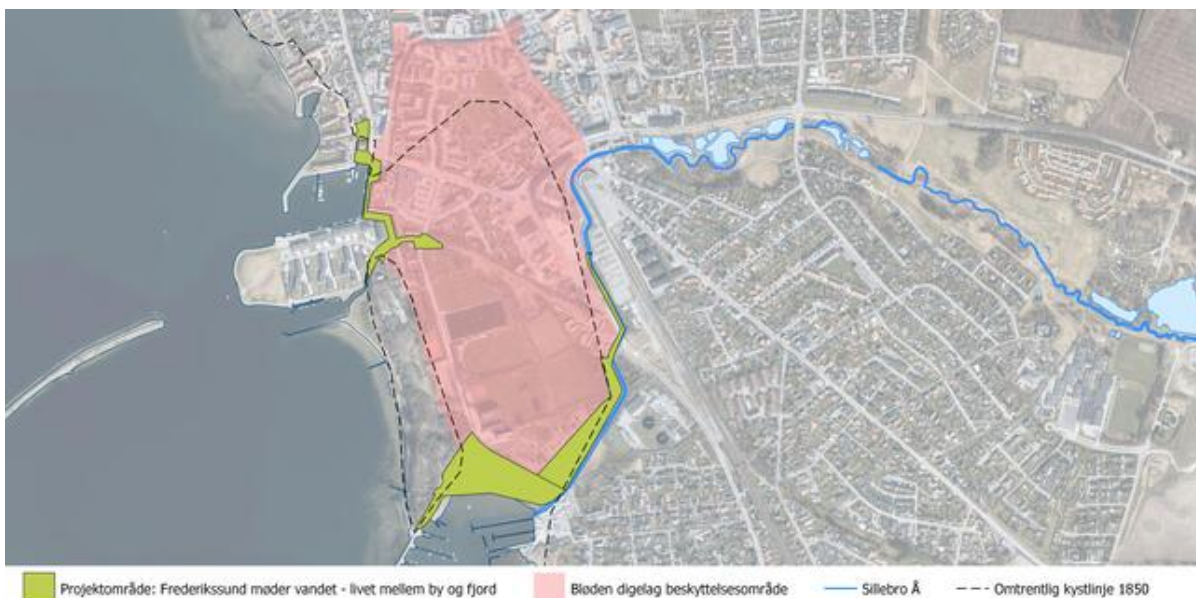 Projektområde: Frederikssund møder vandet - livet mellem by og fjord Bløden digelag beskyttelsesområde Sillebro Å Omtrentlig kystlinje 1850